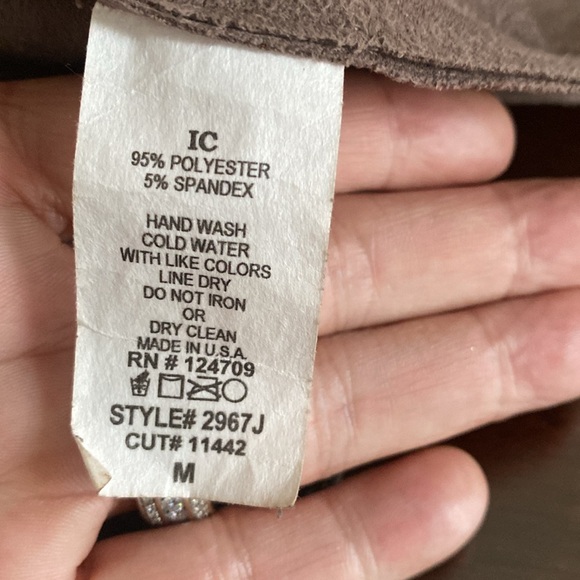 IC
95% POLYESTER
5% SPANDEX
HAND WASH
COLD WATER
WITH LIKE COLORS
LINE DRY
DO NOT IRON
OR
DRY CLEAN
MADE IN U.S.A.
RN # 124709
STYLE# 2967J
CUT# 11442
M